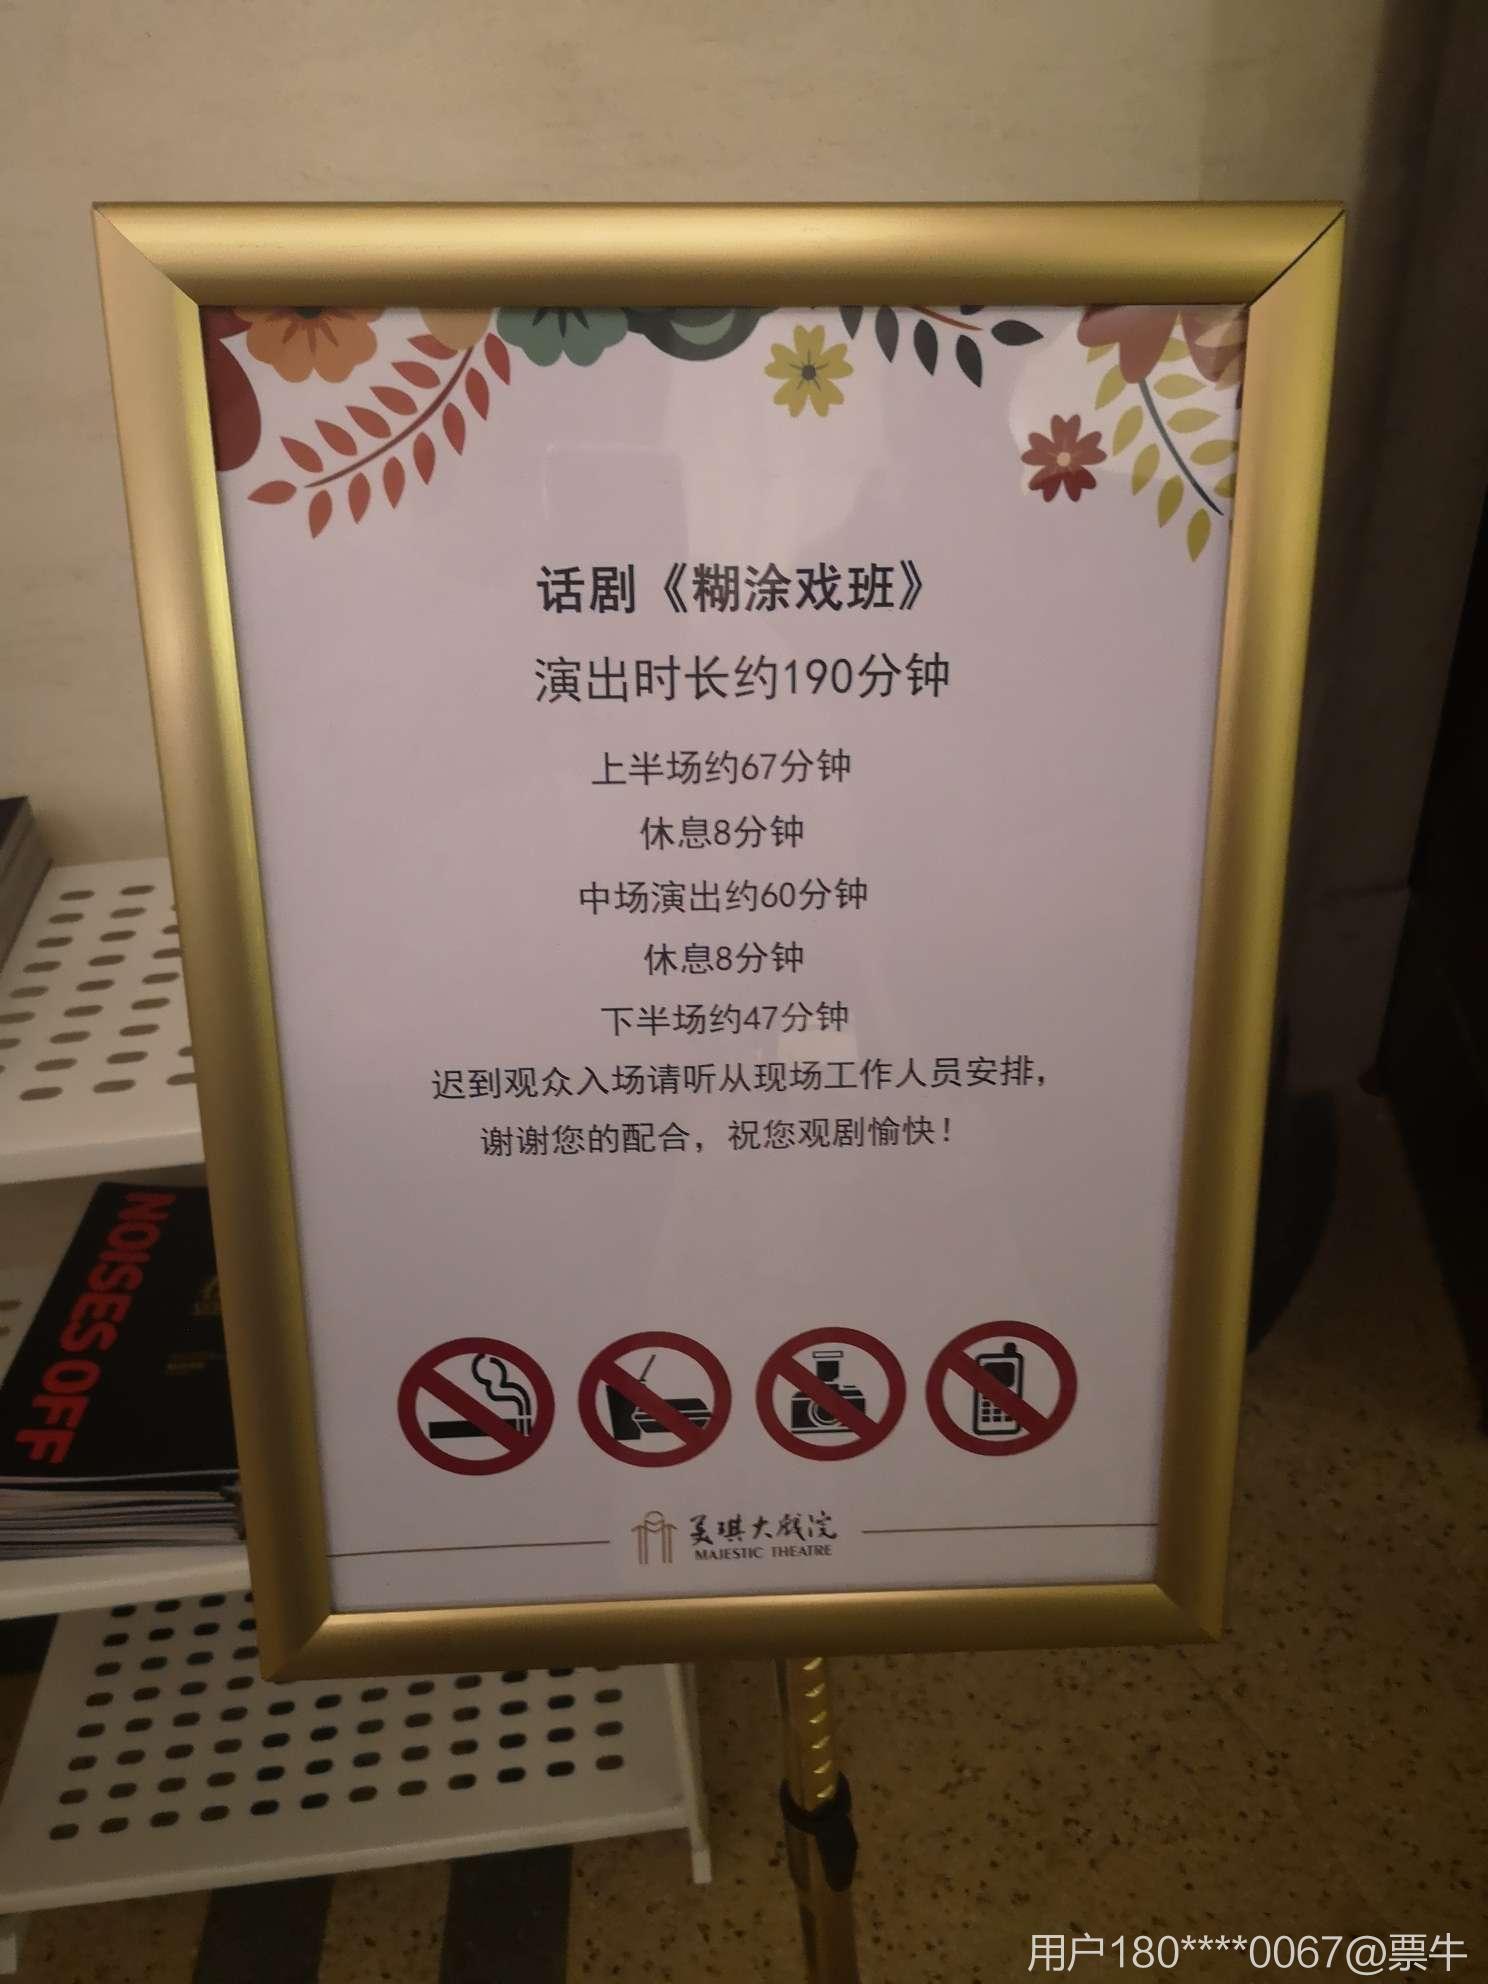 话剧《糊涂戏班》
演出时长约190分钟
上半场约67分钟
休息8分钟
中场演出约60分钟
休息8分钟
下半场约47分钟
迟到观众入场请听从现场工作人员安排，
谢谢您的配合，祝您观剧愉快！
美琪大戏院
MAJESTIC THEATRE
NOISES OFF
用户180****0067@票牛